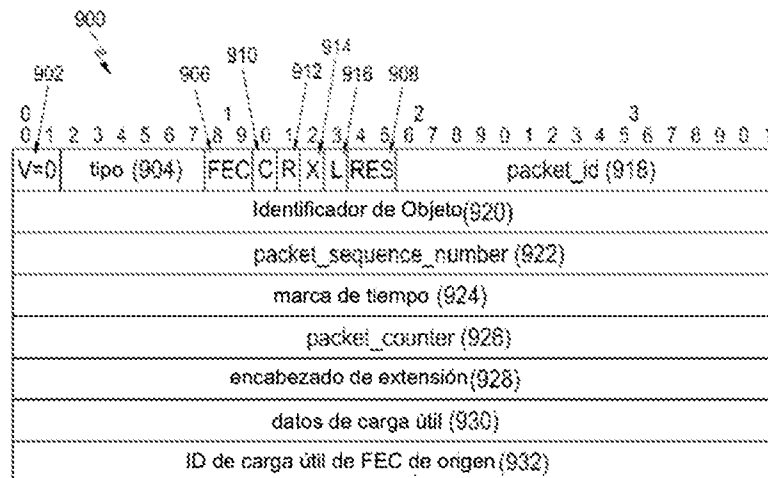 900
914
910
902 906 912 916 908
0 1 2 3
0 1 2 3 4 5 6 7 8 9 0 1 2 3 4 5 6 7 8 9 0 1 2 3 4 5 6 7 8 9 0 1
V=0 tipo (904) FEC C R X L RES packet_id (918)
Identificador de Objeto(920)
packet_sequence_number (922)
marca de tiempo (924)
packet_counter (926)
encabezado de extensión(928)
datos de carga útil (930)
ID de carga útil de FEC de origen(932)